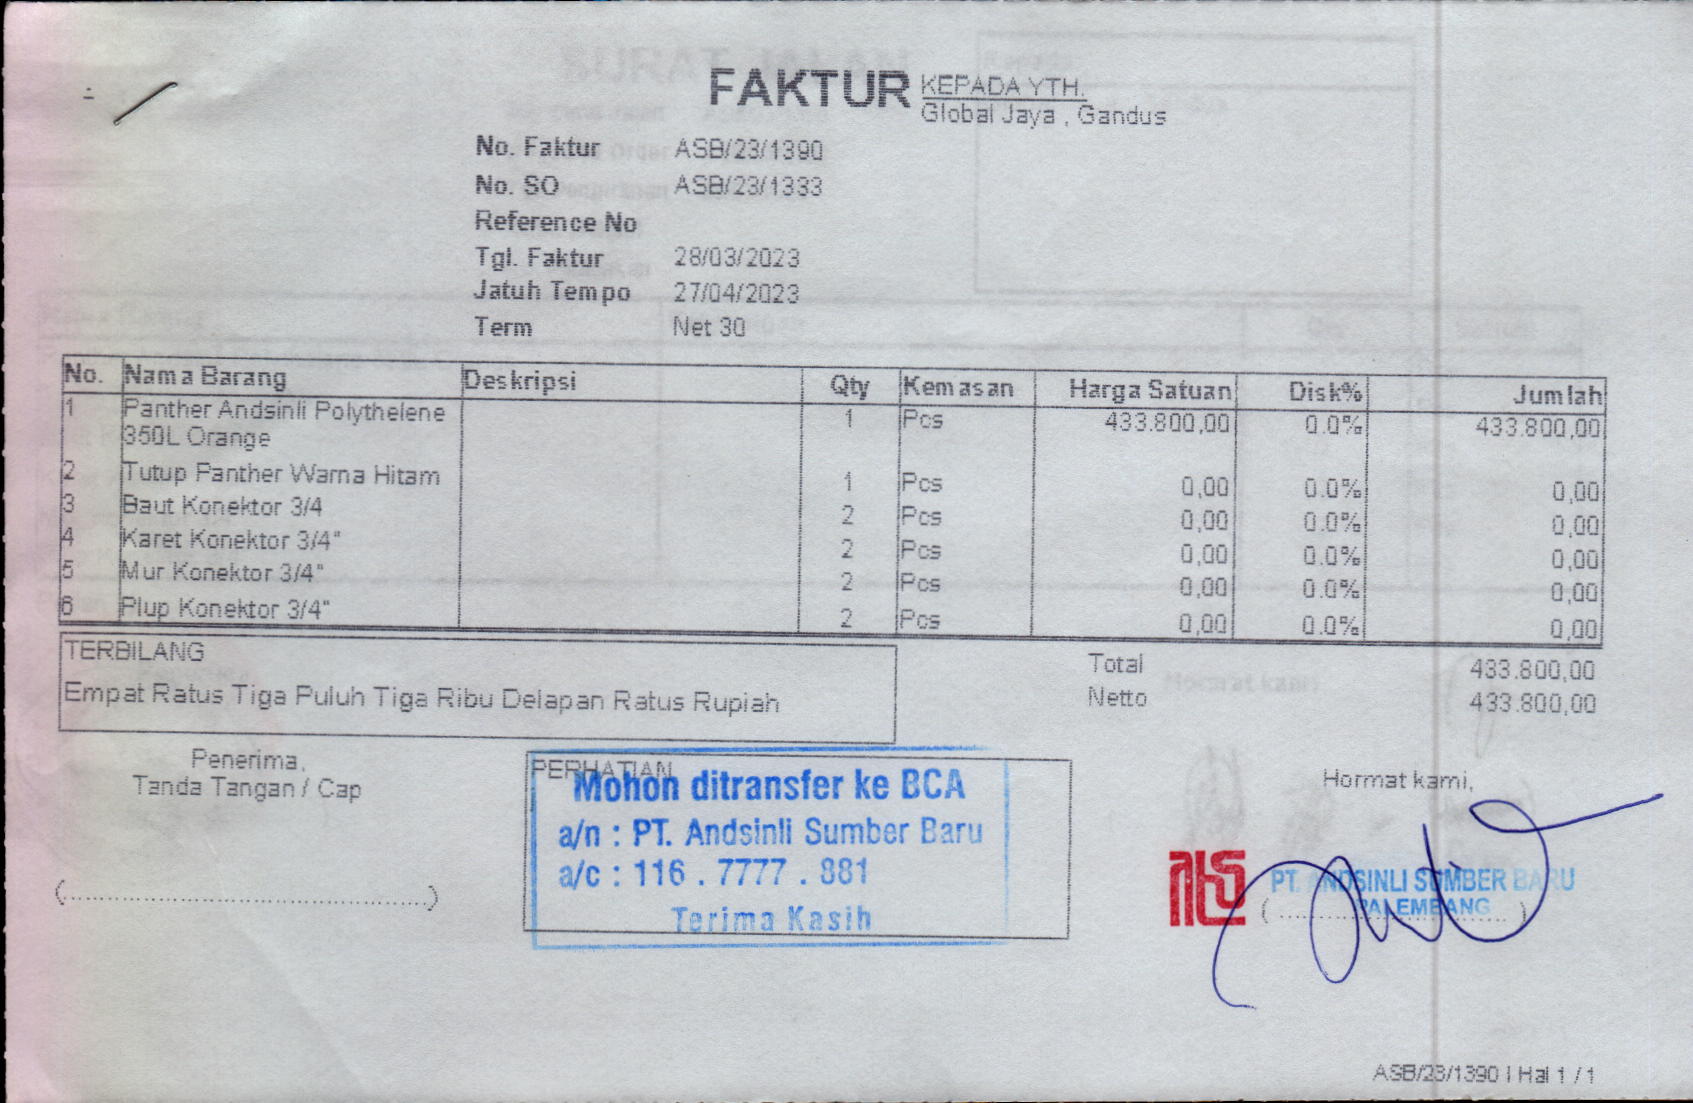 FAKTUR
KEPADA YTH.
Global Jaya , Gandus
No. Faktur ASB/23/1390
No. SO ASB/23/1333
Reference No
Tgl. Faktur 28/03/2023
Jatuh Tempo 27/04/2023
Term Net 30
No. Nama Barang Deskripsi Qty Kemasan Harga Satuan Disk% Jumlah
1 Panther Andsinli Polythelene 1 Pcs 433.800,00 0.0% 433.800,00
350L Orange
2 Tutup Panther Warna Hitam 1 Pcs 0,00 0.0% 0,00
3 Baut Konektor 3/4 2 Pcs 0,00 0.0% 0,00
4 Karet Konektor 3/4" 2 Pcs 0,00 0.0% 0,00
5 Mur Konektor 3/4" 2 Pcs 0,00 0.0% 0,00
6 Plup Konektor 3/4" 2 Pcs 0,00 0.0% 0,00
TERBILANG
Empat Ratus Tiga Puluh Tiga Ribu Delapan Ratus Rupiah
Total 433.800,00
Netto 433.800,00
Penerima,
Tanda Tangan / Cap
(..........................................)
PERHATIAN
Mohon ditransfer ke BCA
a/n : PT. Andsinli Sumber Baru
a/c : 116 . 7777 . 881
Terima Kasih
Hormat kami,
PT. ANDSINLI SUMBER BARU
PALEMBANG
ASB/23/1390 | Hal 1 / 1